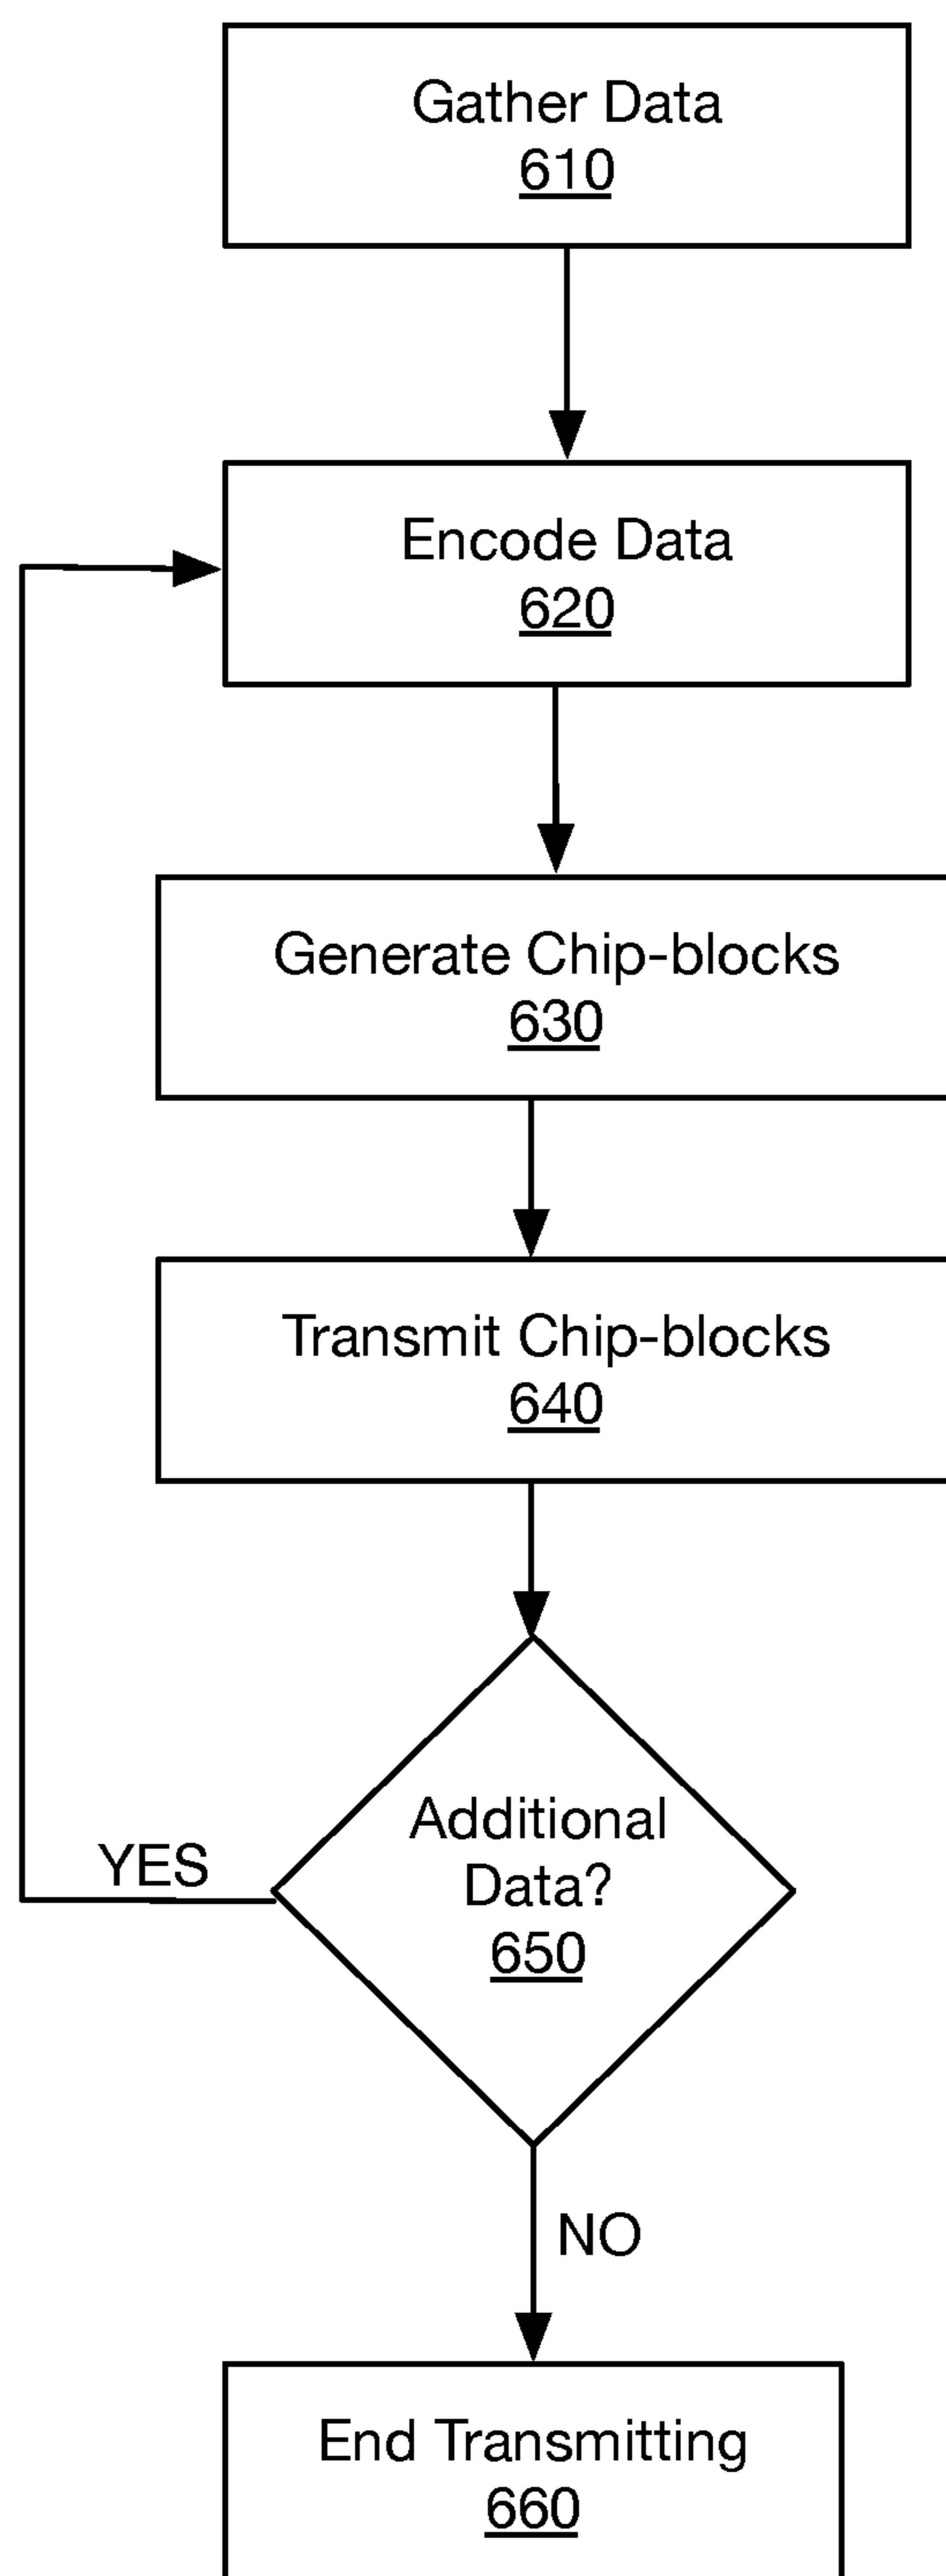 Gather Data
610
Encode Data
620
Generate Chip-blocks
630
Transmit Chip-blocks
640
Additional
Data?
650
YES
NO
End Transmitting
660